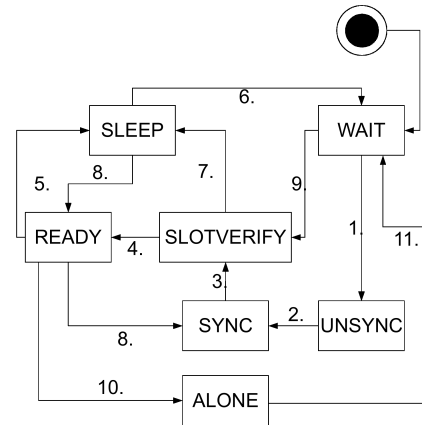 6.
SLEEP
WAIT
5.
8.
7.
9.
1.
READY
SLOTVERIFY
4.
11.
3.
SYNC
2.
UNSYNC
8.
10.
ALONE